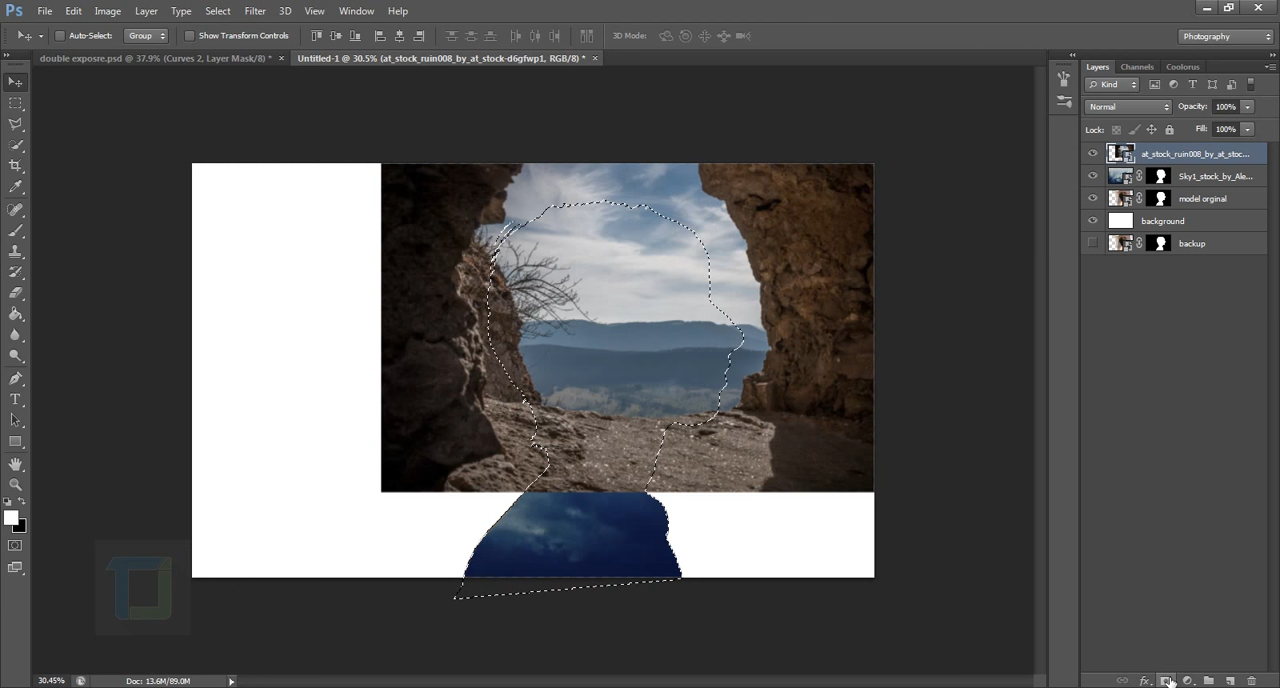 Ps File Edit Image Layer Type Select Filter 3D View Window Help
Auto-Select: Group Show Transform Controls 3D Mode: Photography
double exposre.psd @ 37.9% (Curves 2, Layer Mask/8) * × Untitled-1 @ 30.5% (at_stock_ruin008_by_at_stock-d6gfwp1, RGB/8) * ×
Layers Channels Coolorus
Kind
Normal Opacity: 100%
Lock: Fill: 100%
at_stock_ruin008_by_at_stoc...
Sky1_stock_by_Ale...
model orginal
background
backup
30.45% Doc: 13.6M/89.0M
fx